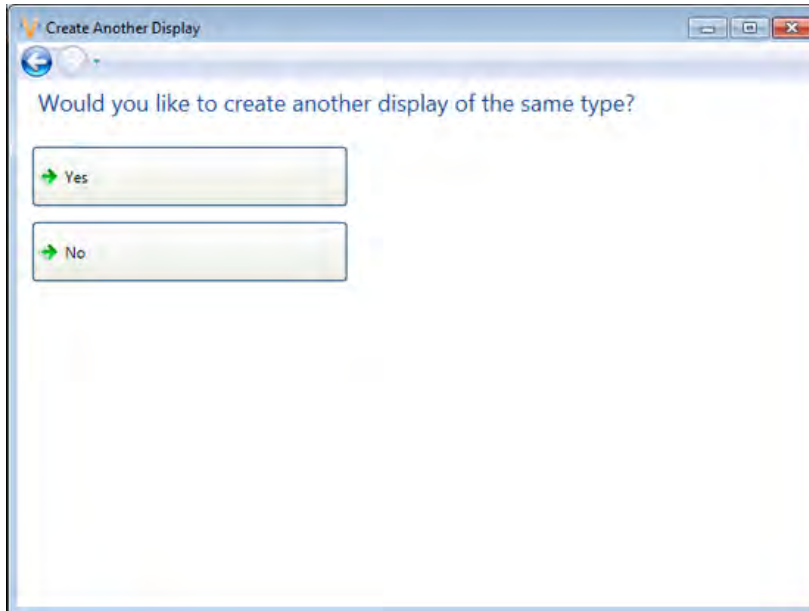 Create Another Display
Would you like to create another display of the same type?
Yes
No